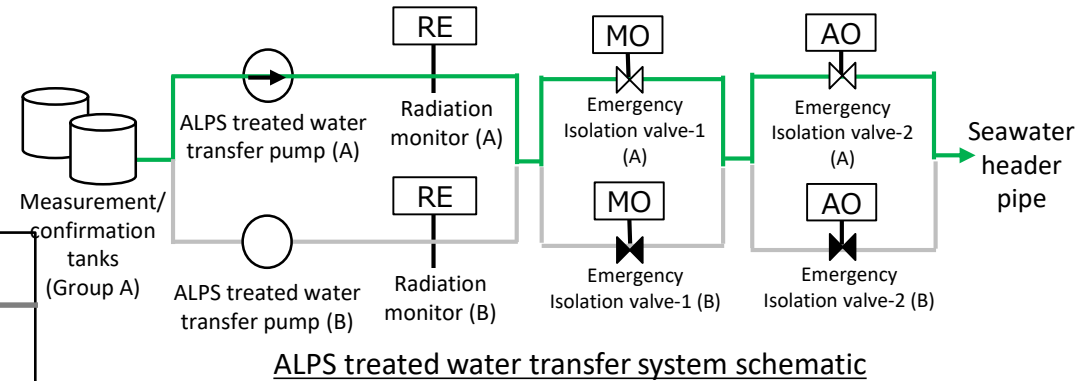 RE
MO
AO
ALPS treated water
transfer pump (A)
Radiation
monitor (A)
Emergency
Isolation valve-1
(A)
Emergency
Isolation valve-2
(A)
Seawater
header
pipe
Measurement/
confirmation
tanks
(Group A)
RE
MO
AO
ALPS treated water
transfer pump (B)
Radiation
monitor (B)
Emergency
Isolation valve-1 (B)
Emergency
Isolation valve-2 (B)
ALPS treated water transfer system schematic